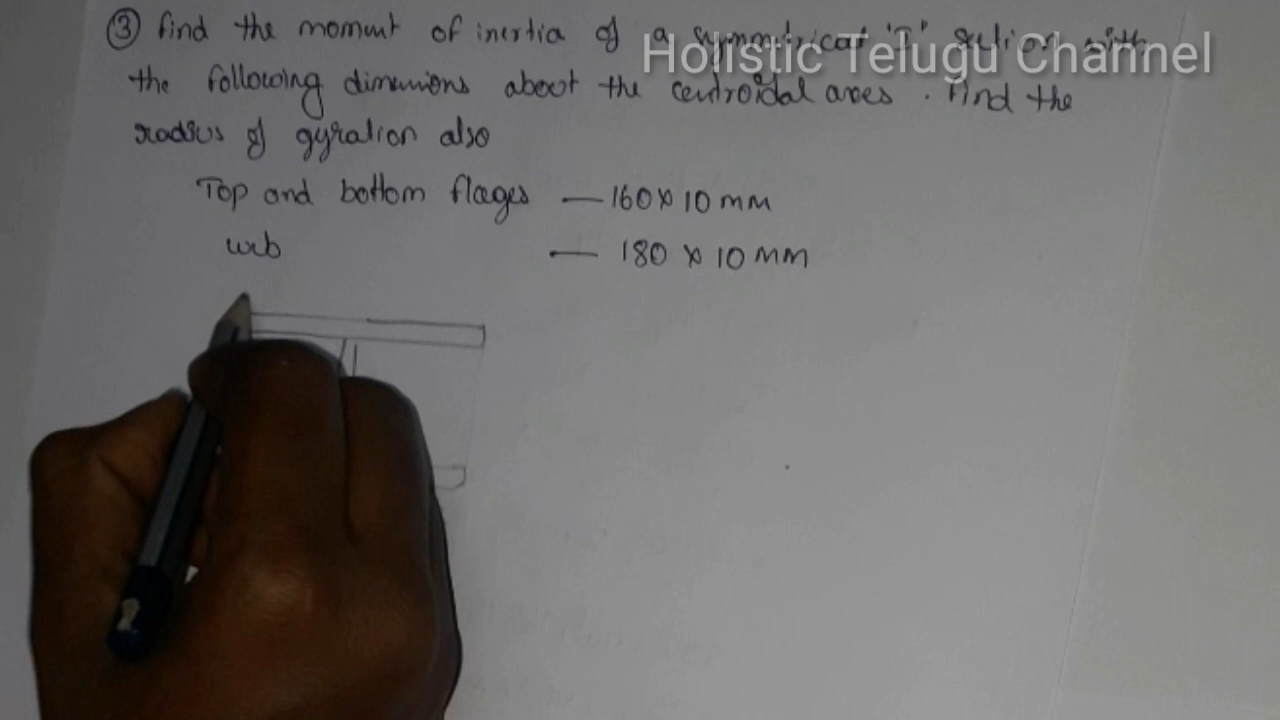 ③ find the moment of inertia of a symmetrical 'I' section with
Holistic Telugu Channel
the following dimensions about the centroidal axes. Find the
radius of gyration also
Top and bottom flages — 160 x 10 mm
web — 180 x 10 mm